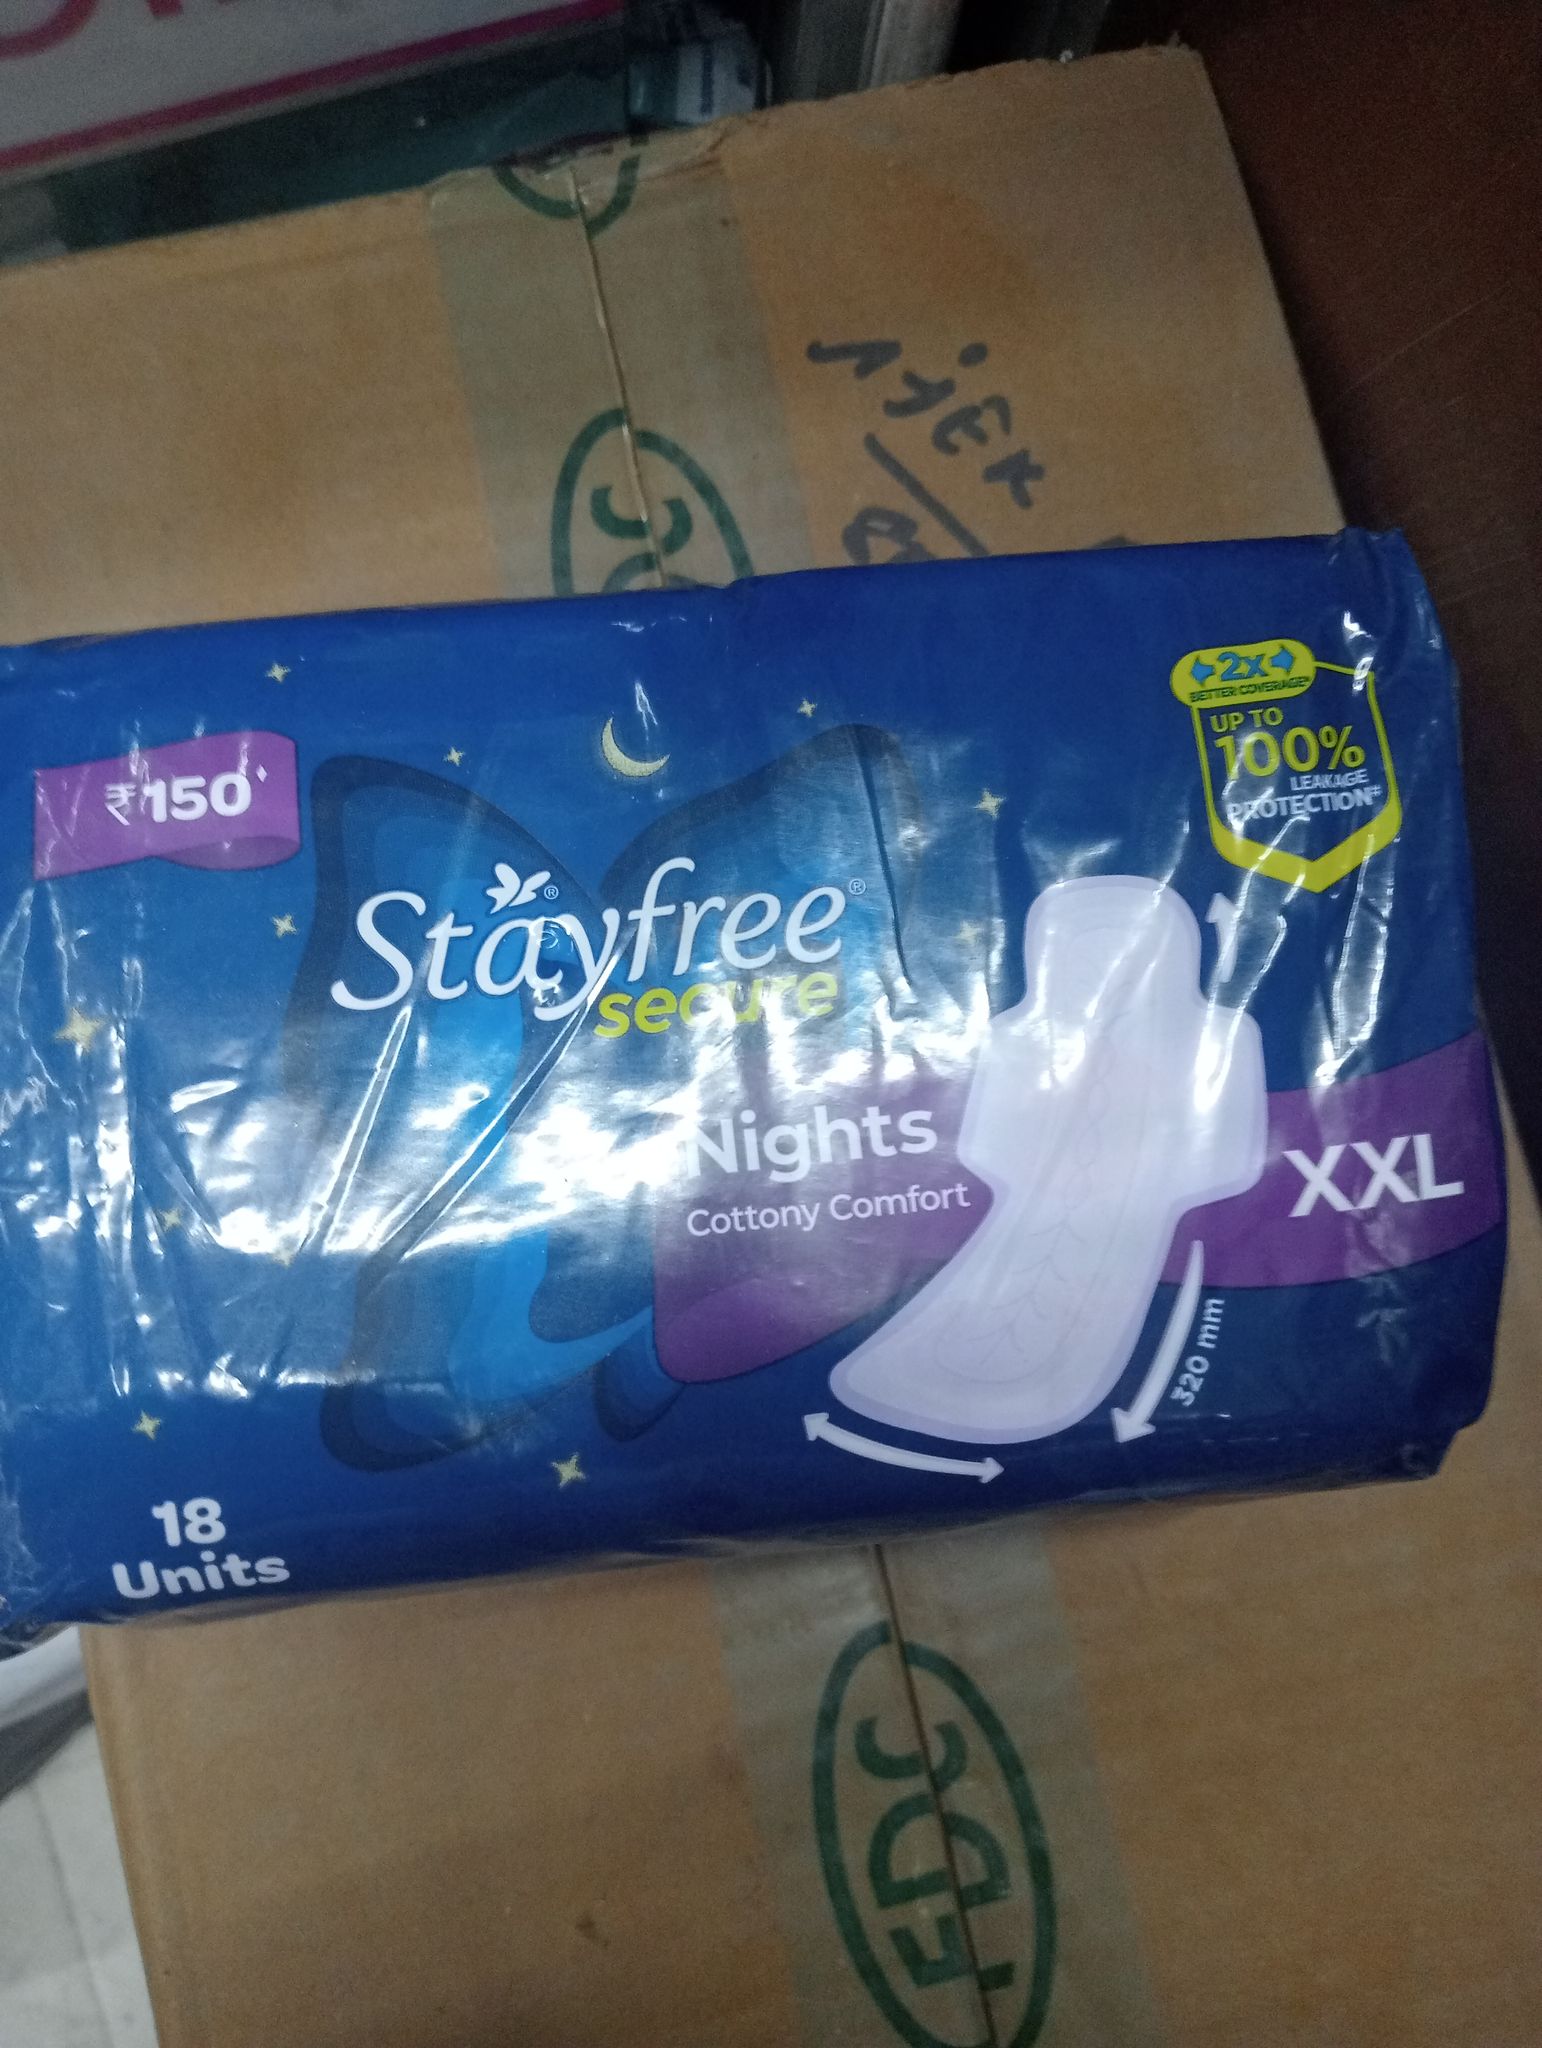 FDC
₹150
Stayfree®
secure
Nights
Cottony Comfort
2x
BETTER COVERAGE
UP TO
100%
LEAKAGE
PROTECTION#
XXL
320 mm
18
Units
FDC